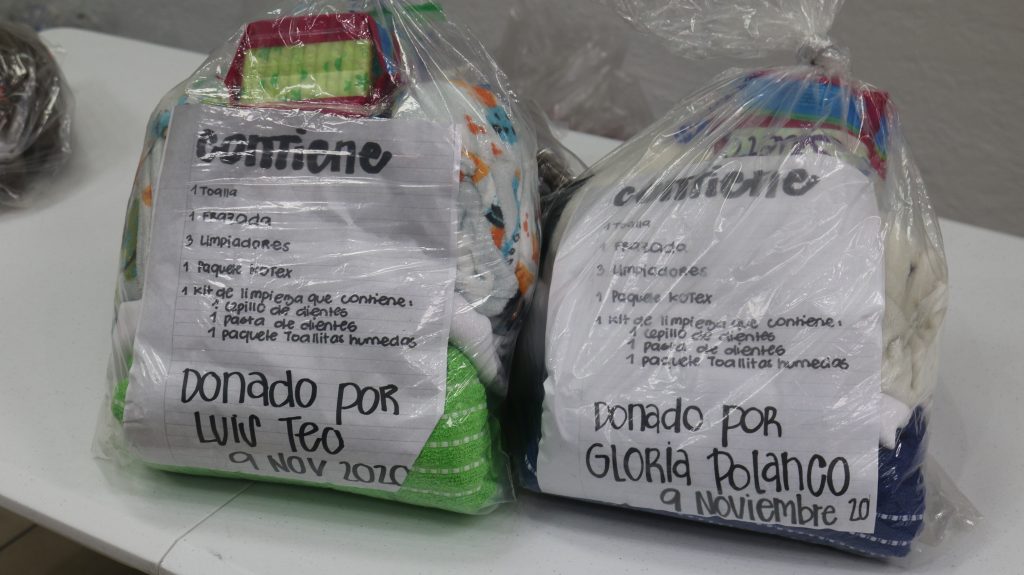 contiene
1 Toalla
1 Frazada
3 Limpiadores
1 Paquete KOTEX
1 Kit de limpieza que contiene:
1 cepillo de dientes
1 pasta de dientes
1 paquete Toallitas humedas
Donado por
Luis Teo
9 NOV 2020
contiene
1 Toalla
1 Frazada
3 Limpiadores
1 Paquete KOTEX
1 Kit de limpieza que contiene:
1 cepillo de dientes
1 pasta de dientes
1 paquete Toallitas humedas
Donado por
Gloria Polanco
9 Noviembre 20